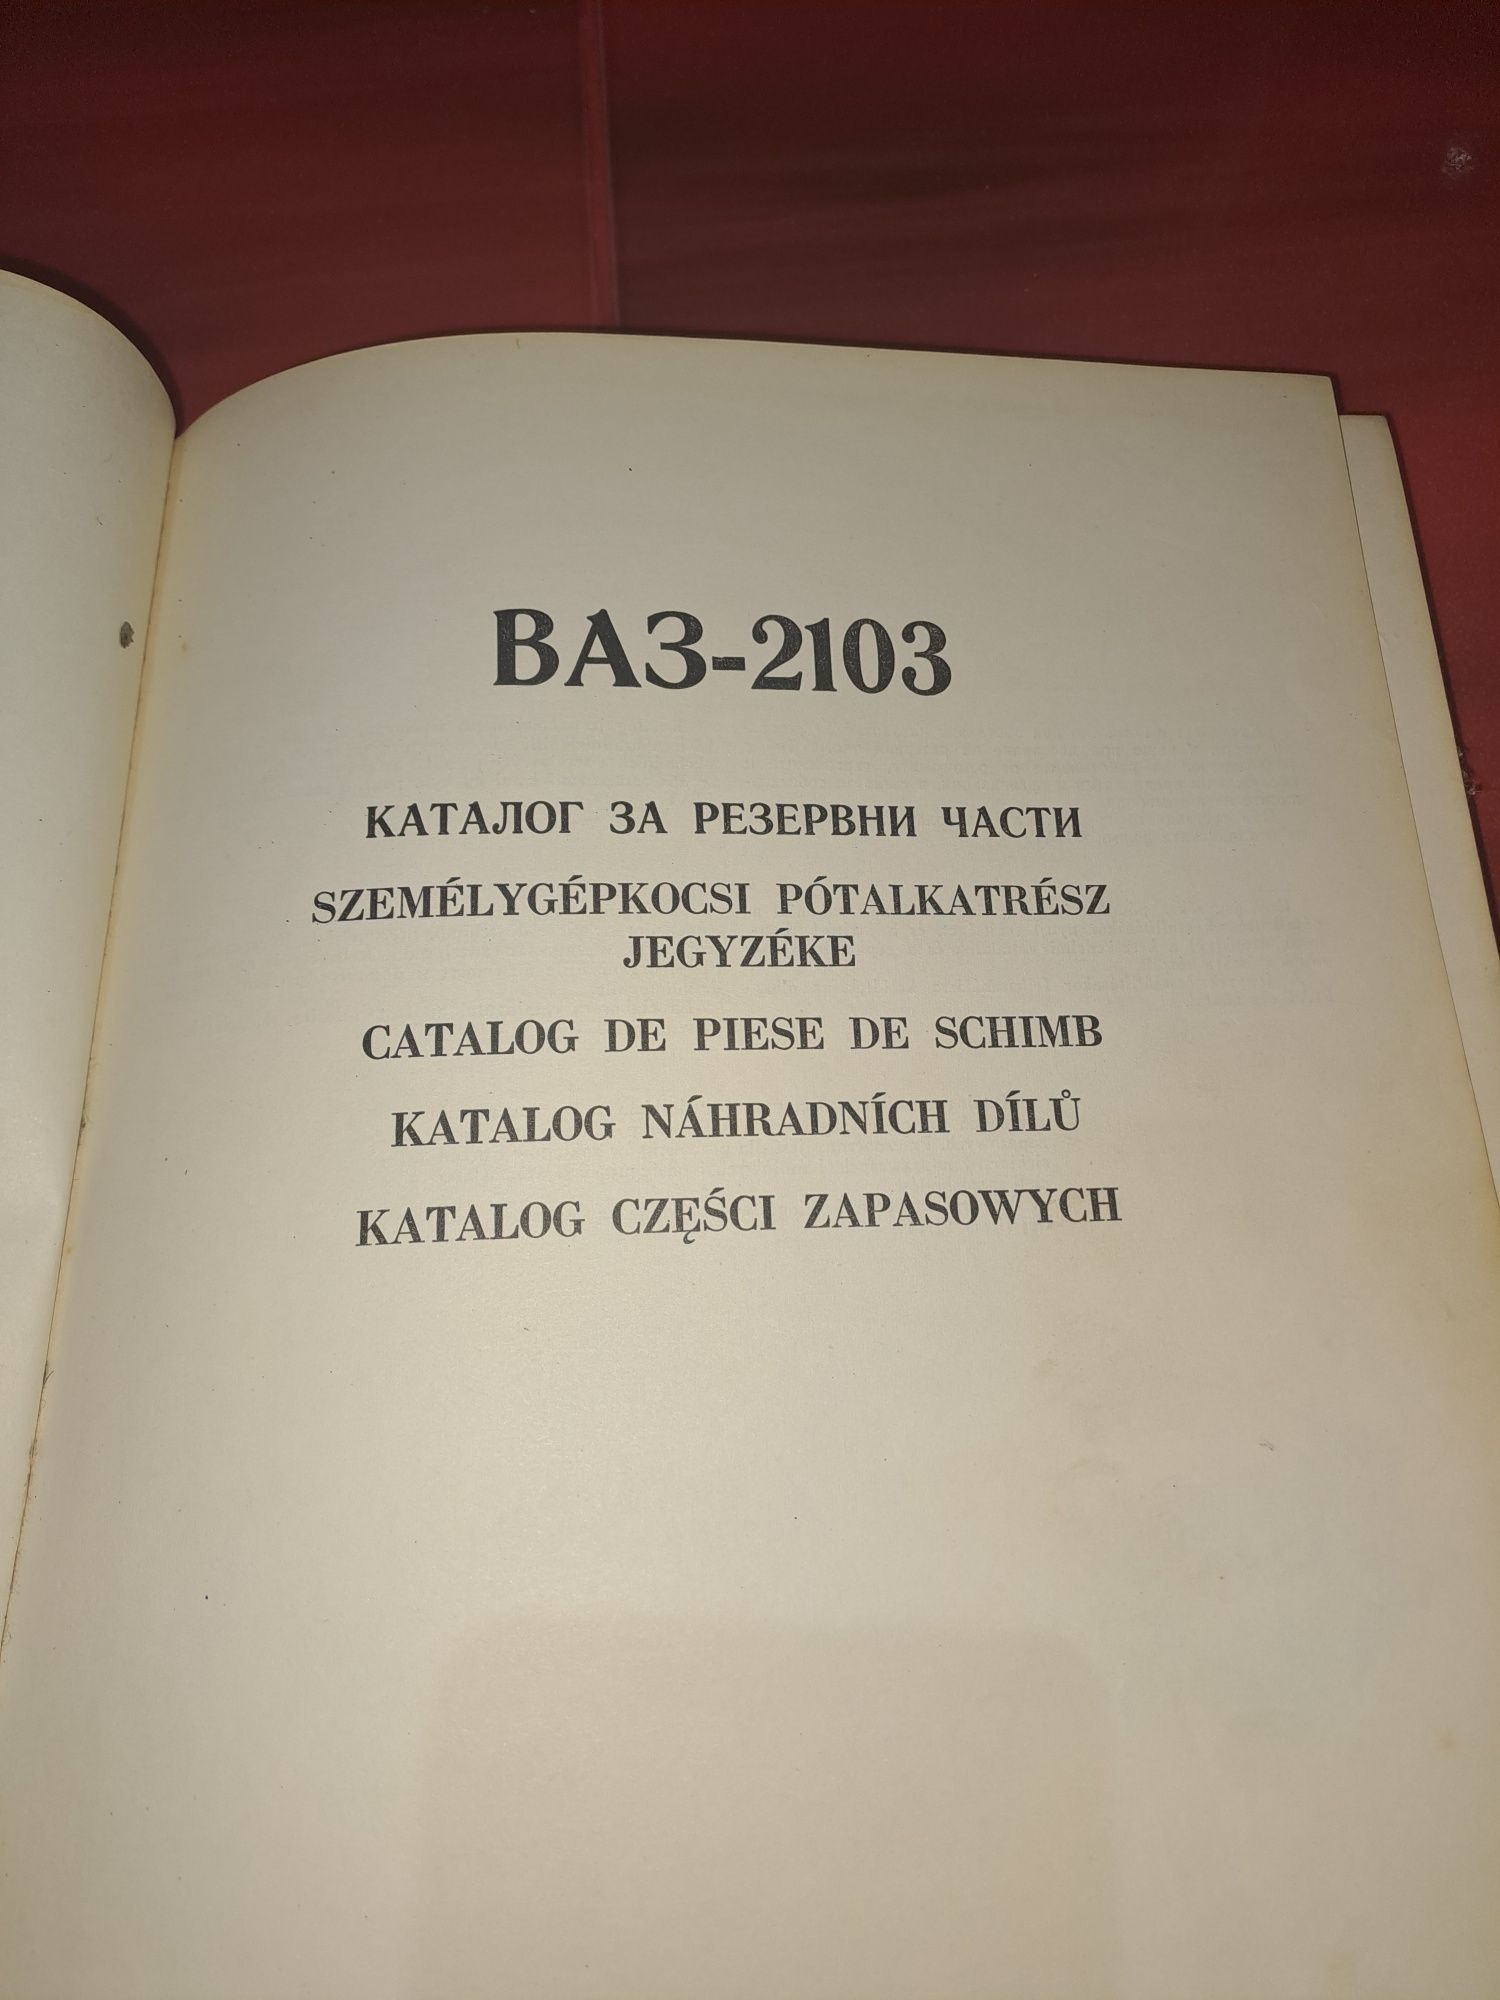 ВАЗ-2103
КАТАЛОГ ЗА РЕЗЕРВНИ ЧАСТИ
SZEMÉLYGÉPKOCSI PÓTALKATRÉSZ
JEGYZÉKE
CATALOG DE PIESE DE SCHIMB
KATALOG NÁHRADNÍCH DÍLŮ
KATALOG CZĘŚCI ZAPASOWYCH